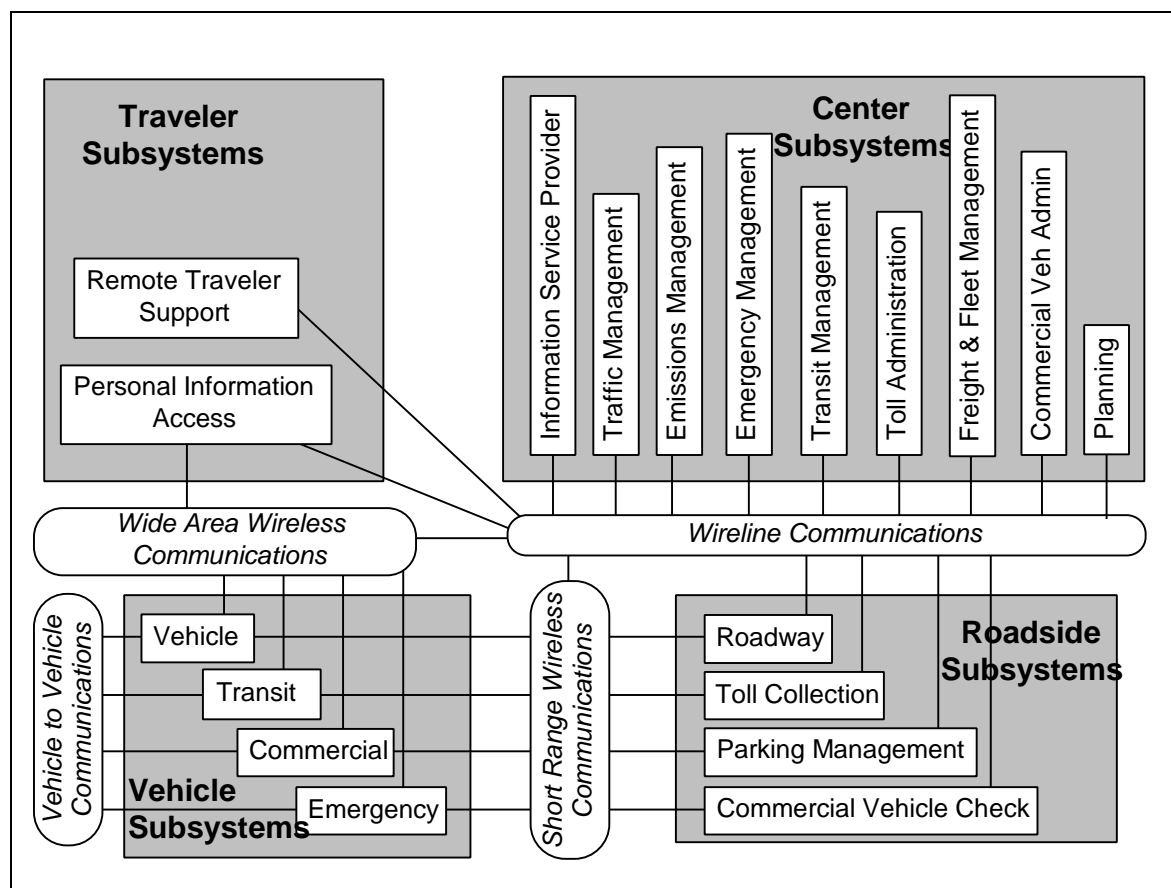 Traveler
Subsystems
Remote Traveler
Support
Personal Information
Access
Center
Subsystems
Information Service Provider
Traffic Management
Emissions Management
Emergency Management
Transit Management
Toll Administration
Freight & Fleet Management
Commercial Veh Admin
Planning
Wide Area Wireless
Communications
Wireline Communications
Vehicle to Vehicle
Communications
Vehicle
Transit
Commercial
Emergency
Vehicle
Subsystems
Short Range Wireless
Communications
Roadside
Subsystems
Roadway
Toll Collection
Parking Management
Commercial Vehicle Check